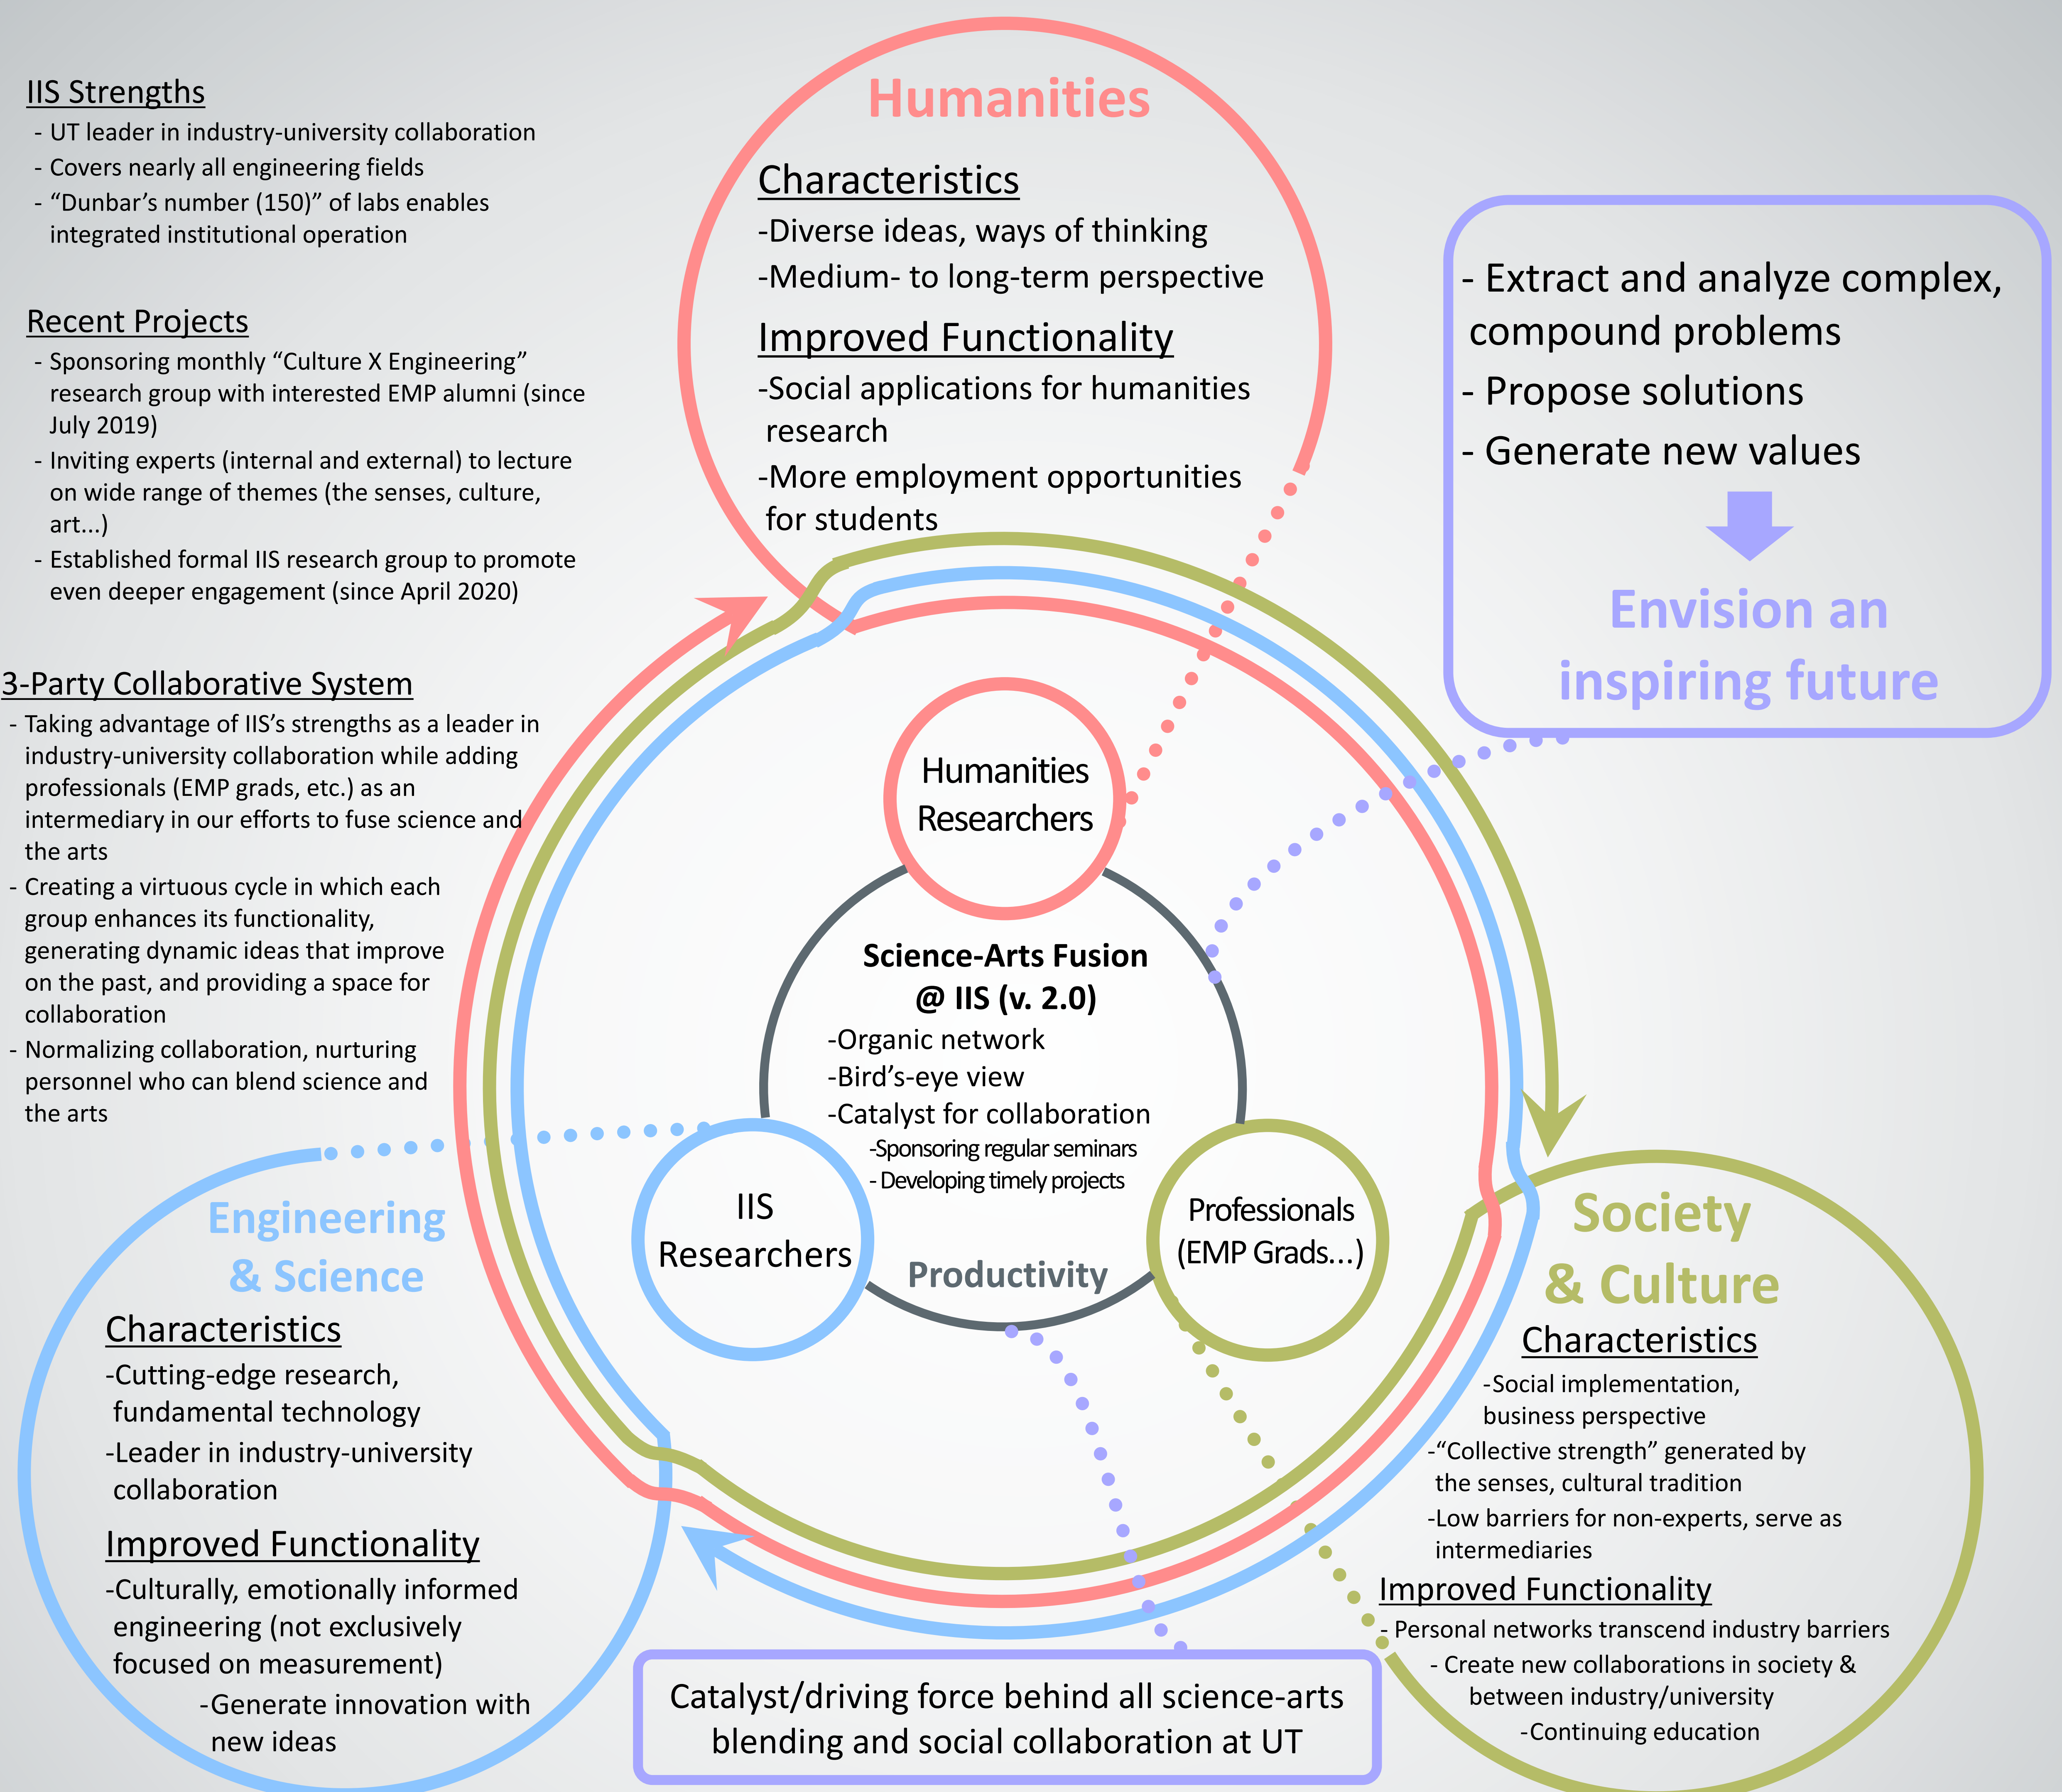 IIS Strengths
- UT leader in industry-university collaboration
- Covers nearly all engineering fields
- “Dunbar’s number (150)” of labs enables
integrated institutional operation
Recent Projects
- Sponsoring monthly “Culture X Engineering”
research group with interested EMP alumni (since
July 2019)
- Inviting experts (internal and external) to lecture
on wide range of themes (the senses, culture,
art...)
- Established formal IIS research group to promote
even deeper engagement (since April 2020)
3-Party Collaborative System
- Taking advantage of IIS’s strengths as a leader in
industry-university collaboration while adding
professionals (EMP grads, etc.) as an
intermediary in our efforts to fuse science and
the arts
- Creating a virtuous cycle in which each
group enhances its functionality,
generating dynamic ideas that improve
on the past, and providing a space for
collaboration
- Normalizing collaboration, nurturing
personnel who can blend science and
the arts
Humanities
Characteristics
-Diverse ideas, ways of thinking
-Medium- to long-term perspective
Improved Functionality
-Social applications for humanities
research
-More employment opportunities
for students
- Extract and analyze complex,
compound problems
- Propose solutions
- Generate new values
Envision an
inspiring future
Humanities
Researchers
Science-Arts Fusion
@ IIS (v. 2.0)
-Organic network
-Bird’s-eye view
-Catalyst for collaboration
-Sponsoring regular seminars
- Developing timely projects
IIS
Researchers
Professionals
(EMP Grads...)
Productivity
Engineering
& Science
Characteristics
-Cutting-edge research,
fundamental technology
-Leader in industry-university
collaboration
Improved Functionality
-Culturally, emotionally informed
engineering (not exclusively
focused on measurement)
-Generate innovation with
new ideas
Society
& Culture
Characteristics
-Social implementation,
business perspective
-“Collective strength” generated by
the senses, cultural tradition
-Low barriers for non-experts, serve as
intermediaries
Improved Functionality
- Personal networks transcend industry barriers
- Create new collaborations in society &
between industry/university
-Continuing education
Catalyst/driving force behind all science-arts
blending and social collaboration at UT